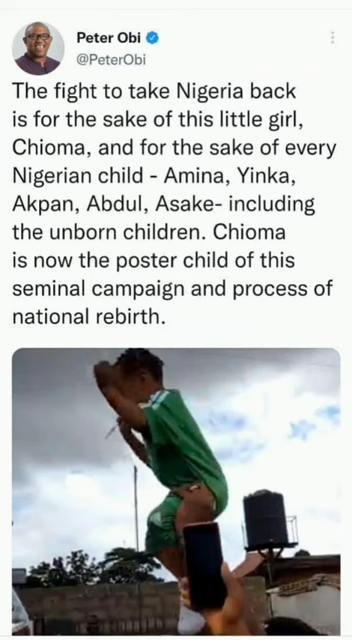 Peter Obi
@PeterObi
The fight to take Nigeria back
is for the sake of this little girl,
Chioma, and for the sake of every
Nigerian child - Amina, Yinka,
Akpan, Abdul, Asake- including
the unborn children. Chioma
is now the poster child of this
seminal campaign and process of
national rebirth.